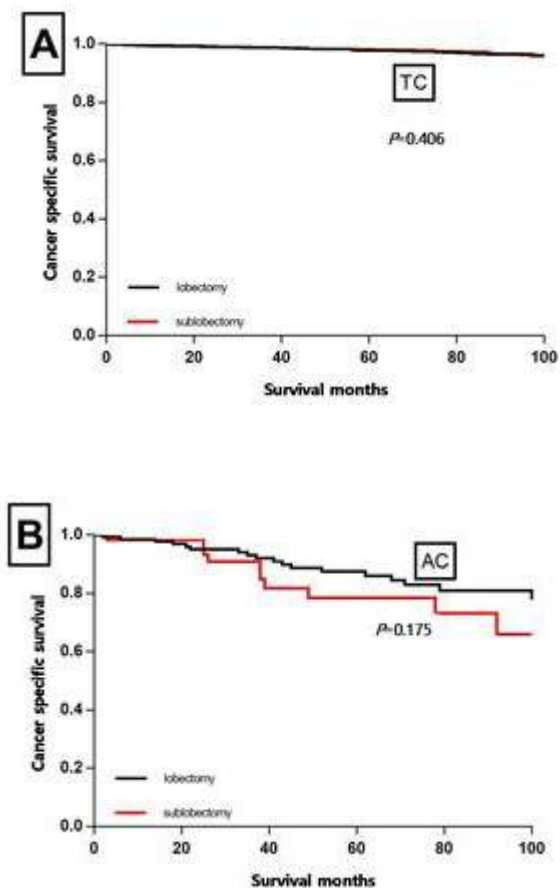 A
1.0
0.8
0.6
0.4
0.2
0.0
Cancer specific survival
TC
P=0.406
lobectomy
sublobectomy
20
40
60
80
100
Survival months
B
1.0
0.8
0.6
0.4
0.2
0.0
Cancer specific survival
AC
P=0.175
lobectomy
sublobectomy
0
20
40
60
80
100
Survival months